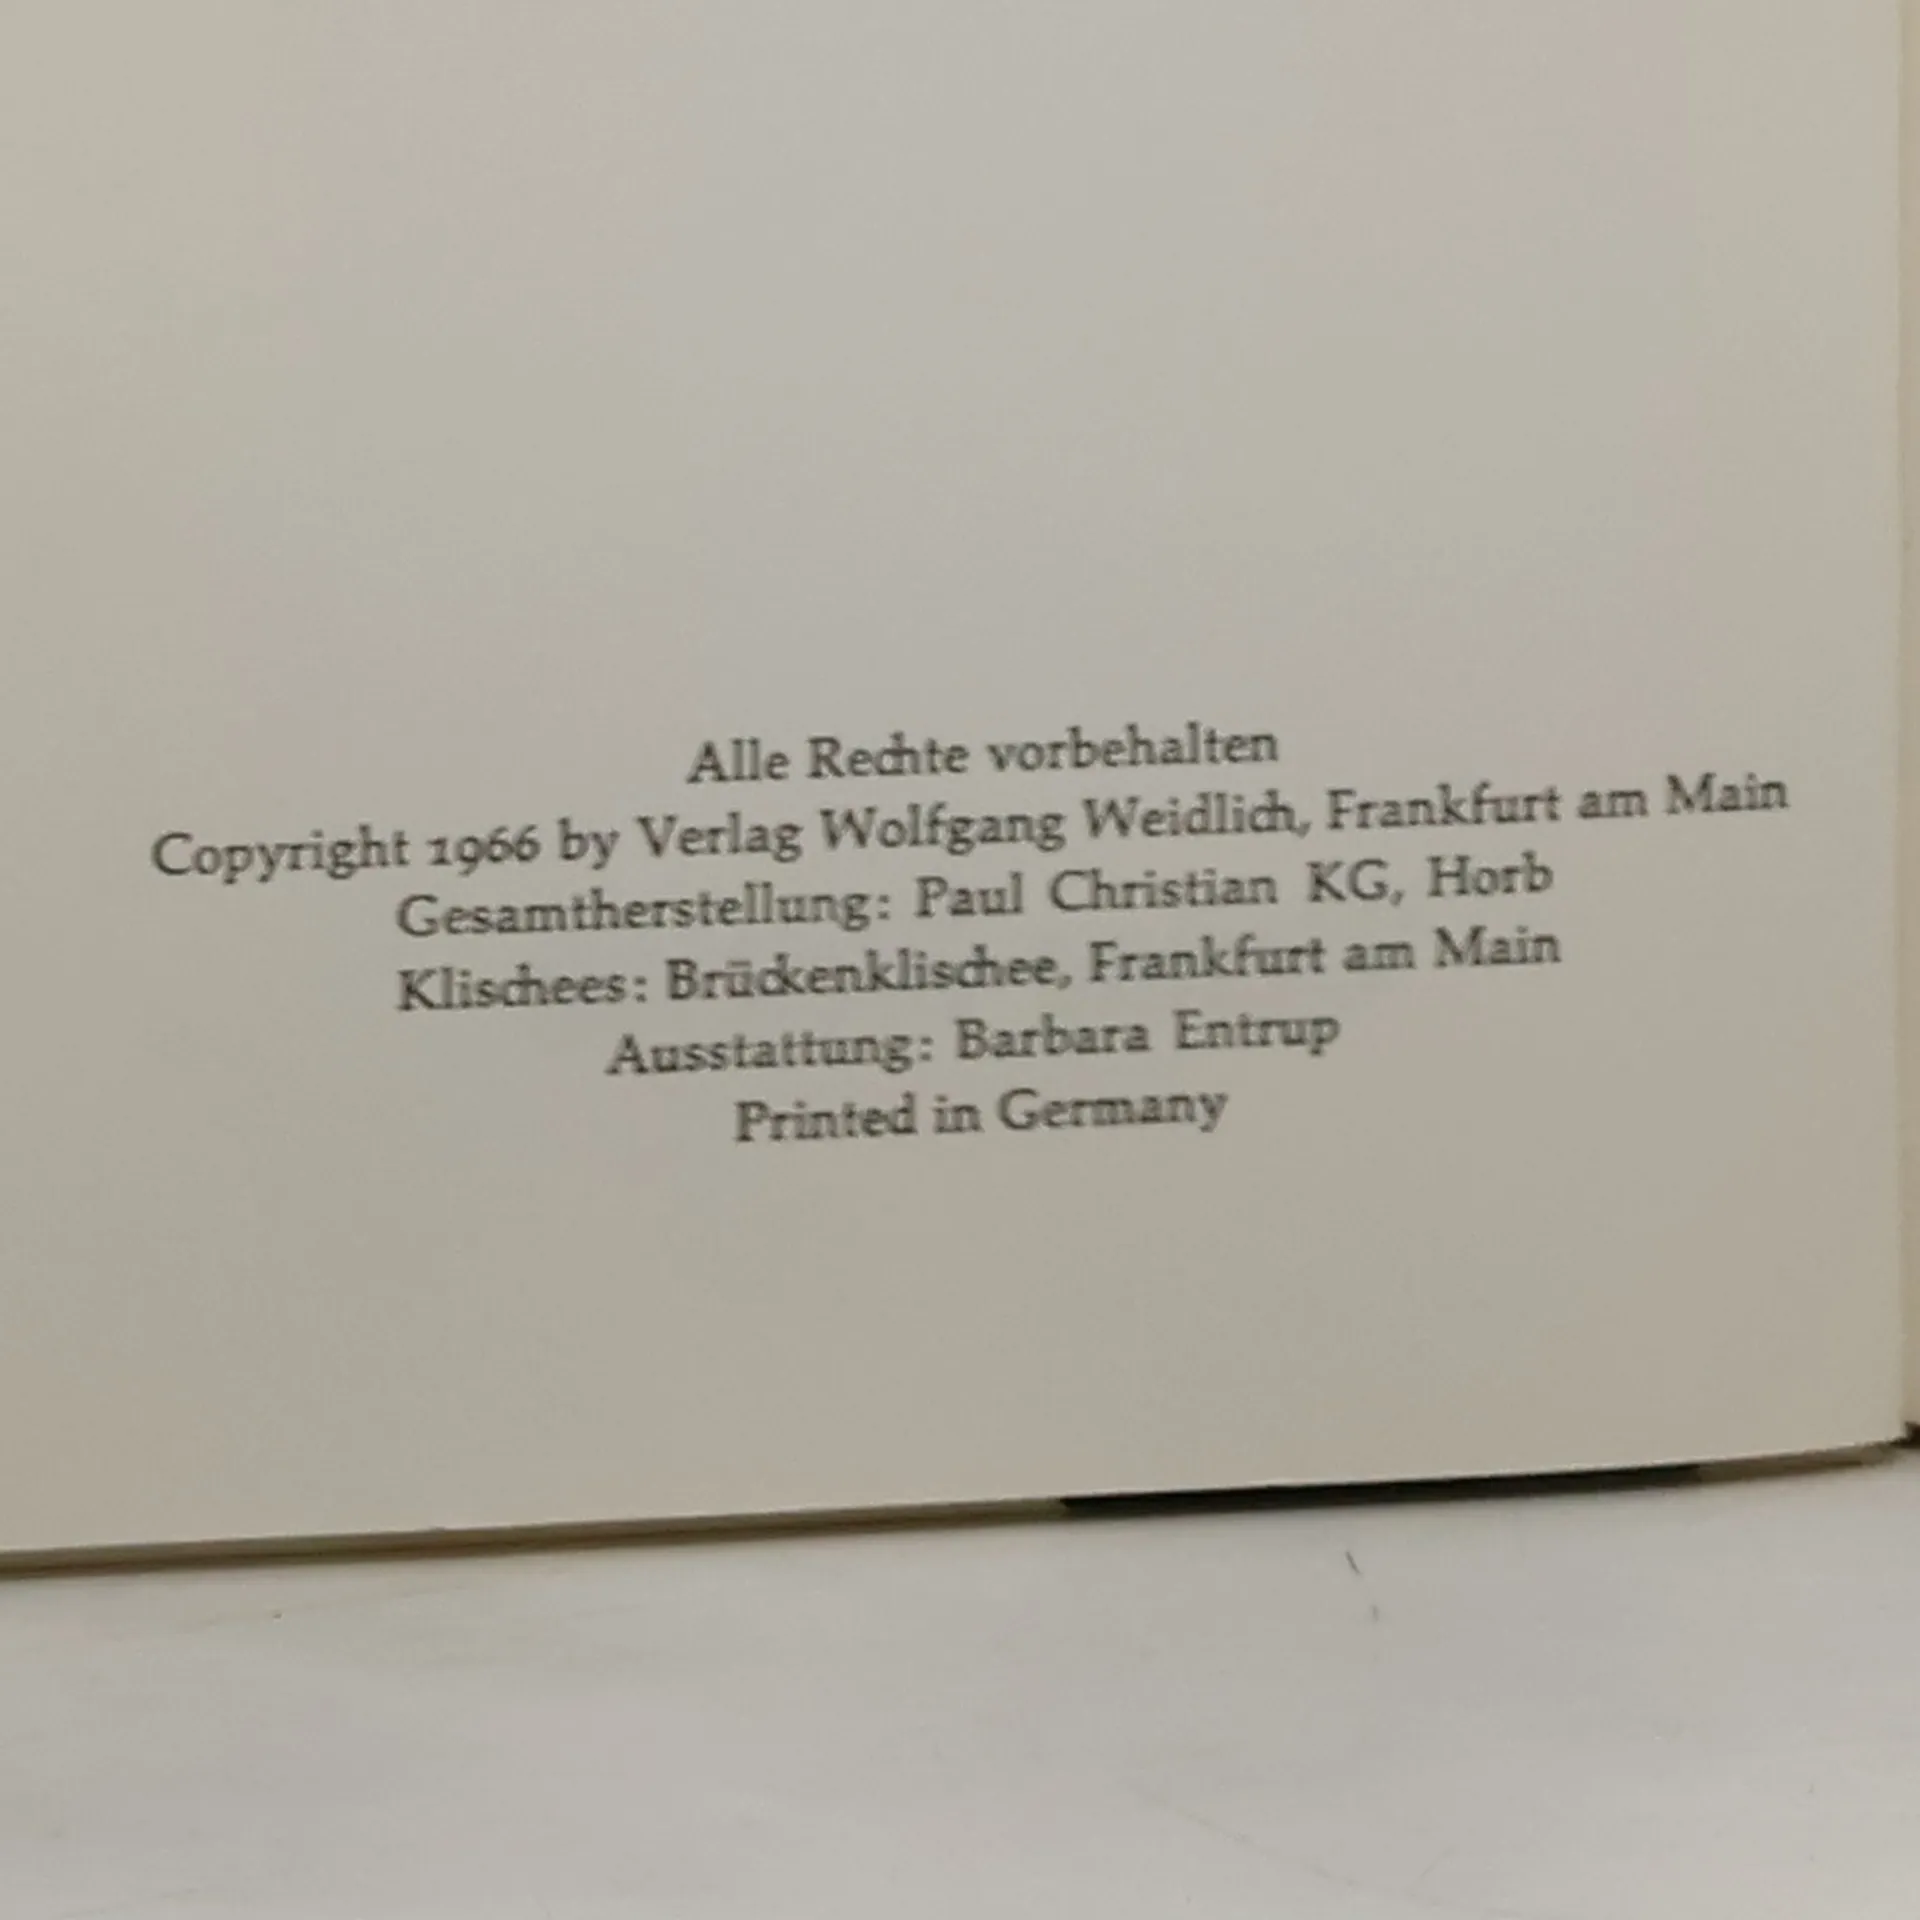 Alle Rechte vorbehalten
Copyright 1966 by Verlag Wolfgang Weidlich, Frankfurt am Main
Gesamtherstellung: Paul Christian KG, Horb
Klischees: Brückenklischee, Frankfurt am Main
Ausstattung: Barbara Entrup
Printed in Germany